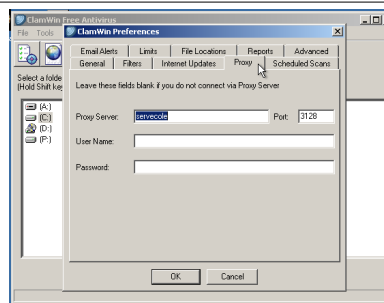 ClamWin Free Antivirus
File Tools
ClamWin Preferences
Email Alerts Limits File Locations Reports Advanced
General Filters Internet Updates Proxy Scheduled Scans
Select a folde
(Hold Shift key
Leave these fields blank if you do not connect via Proxy Server
(A:)
(C:)
(D:)
(P:)
Proxy Server: servecole Port: 3128
User Name:
Password:
OK Cancel